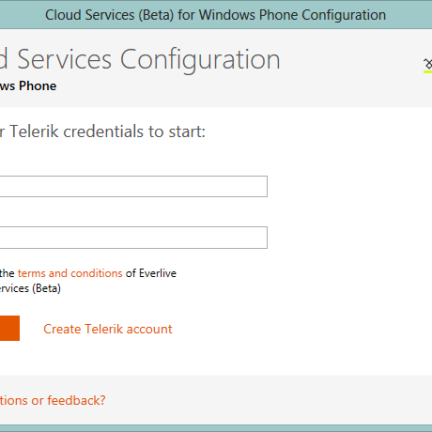 Cloud Services (Beta) for Windows Phone Configuration
d Services Configuration
ws Phone
r Telerik credentials to start:
the terms and conditions of Everlive
ervices (Beta)
Create Telerik account
tions or feedback?